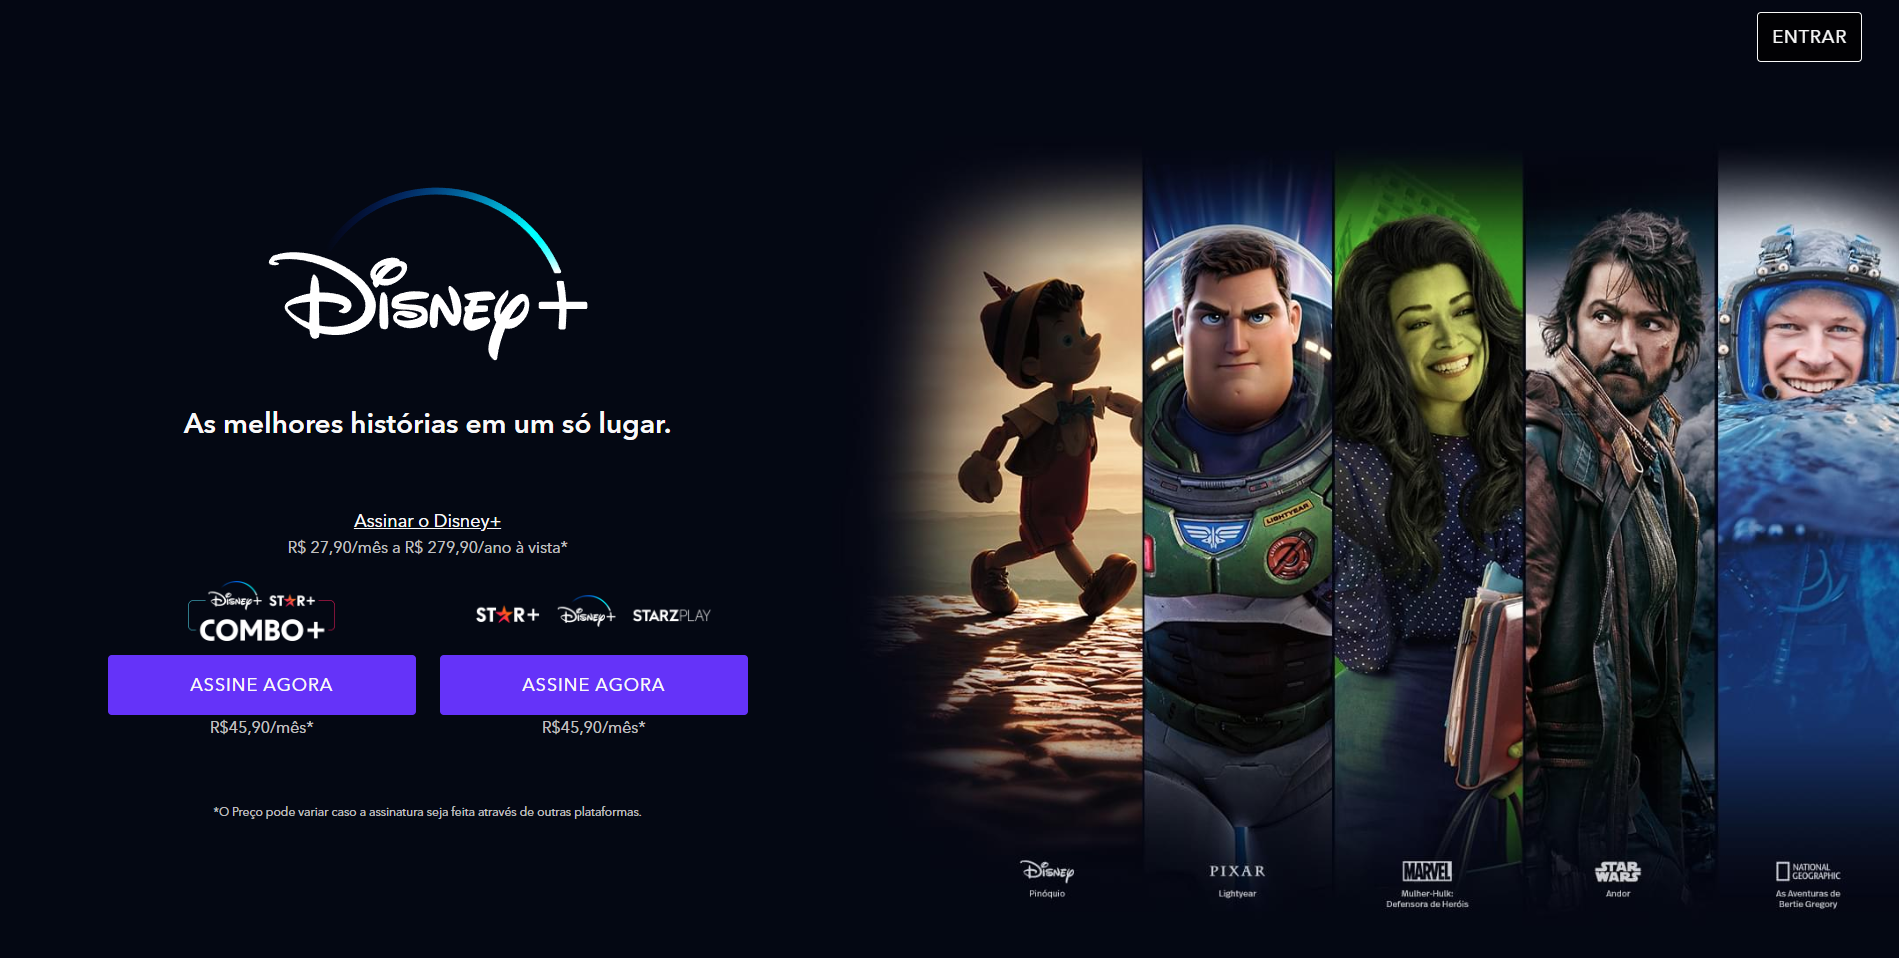 ENTRAR
Disney+
As melhores histórias em um só lugar.
Assinar o Disney+
R$ 27,90/mês a R$ 279,90/ano à vista*
Disney+ STAR+
COMBO+
STAR+ Disney+ STARZPLAY
ASSINE AGORA
ASSINE AGORA
R$45,90/mês*
R$45,90/mês*
*O Preço pode variar caso a assinatura seja feita através de outras plataformas.
LIGHTYEAR
Disney
Pinóquio
PIXAR
Lightyear
MARVEL
Mulher-Hulk:
Defensora de Heróis
STAR
WARS
Andor
NATIONAL
GEOGRAPHIC
As Aventuras de
Bertie Gregory